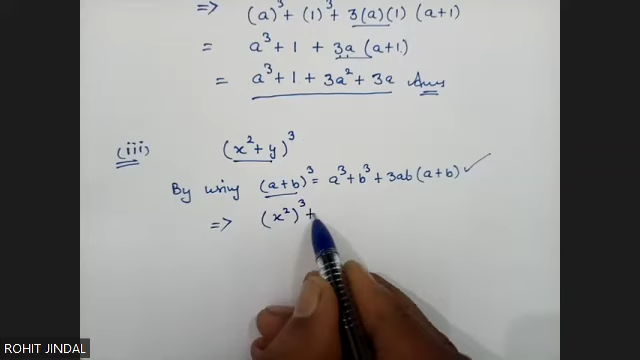 => (a)³ + (1)³ + 3(a)(1) (a+1)
= a³ + 1 + 3a (a+1)
= a³ + 1 + 3a² + 3a Ans
(iii) (x² + y)³
By using (a+b)³ = a³ + b³ + 3ab (a+b) ✓
=> (x²)³ +
ROHIT JINDAL